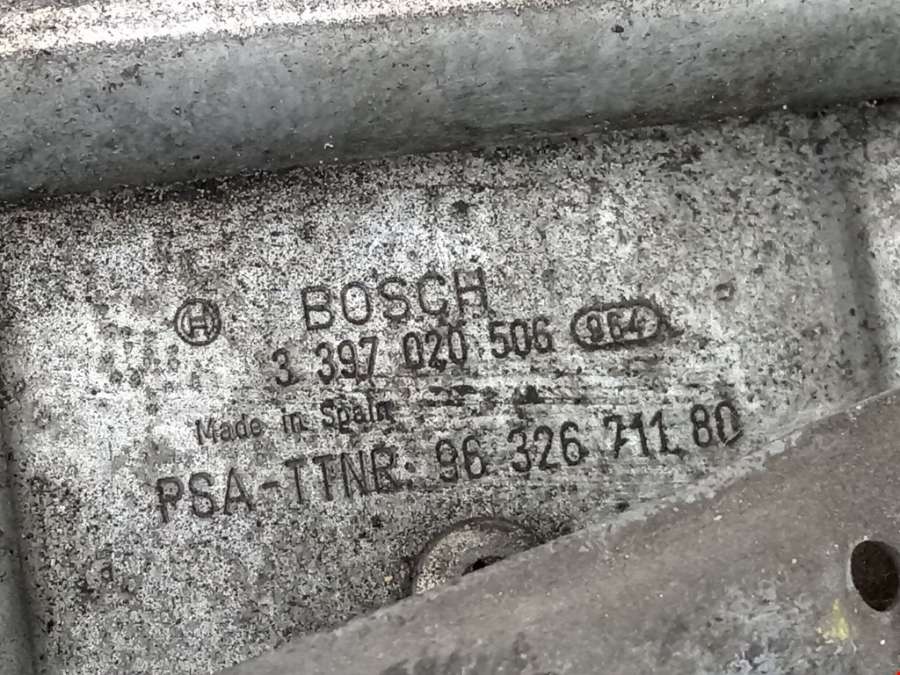 BOSCH
3 397 020 506 964
Made in Spain
PSA-TTNR. 96 326 711 80